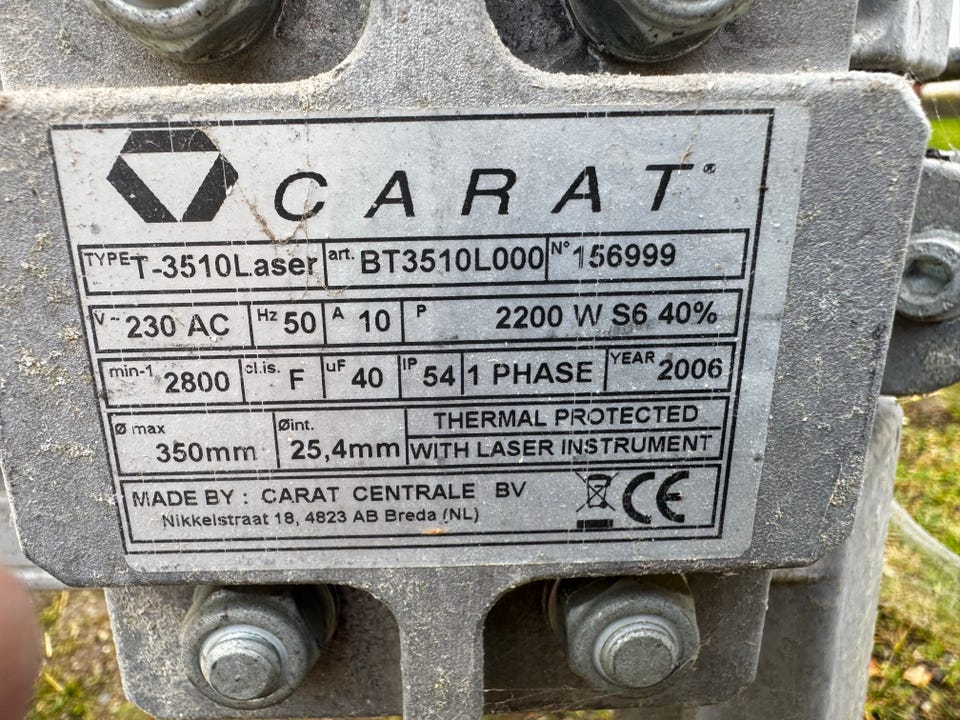 CARAT®
TYPE T-3510Laser art. BT3510L000 N° 156999
V~ 230 AC Hz 50 A 10 P 2200 W S6 40%
min-1 2800 cl.is. F uF 40 IP 54 1 PHASE YEAR 2006
Ø max 350mm Øint. 25,4mm THERMAL PROTECTED
WITH LASER INSTRUMENT
MADE BY : CARAT CENTRALE BV
Nikkelstraat 18, 4823 AB Breda (NL)
CE